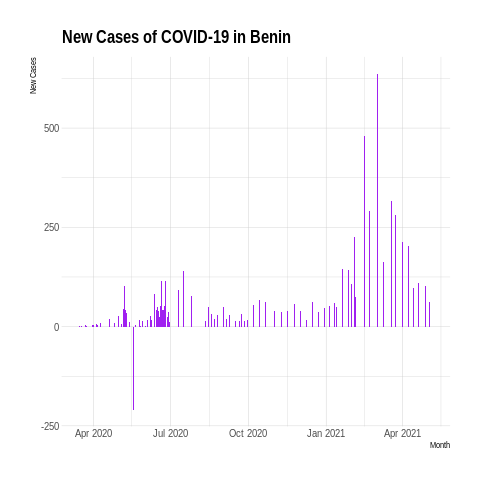 New Cases of COVID-19 in Benin
New Cases
500
250
0
-250
Apr 2020 Jul 2020 Oct 2020 Jan 2021 Apr 2021
Month